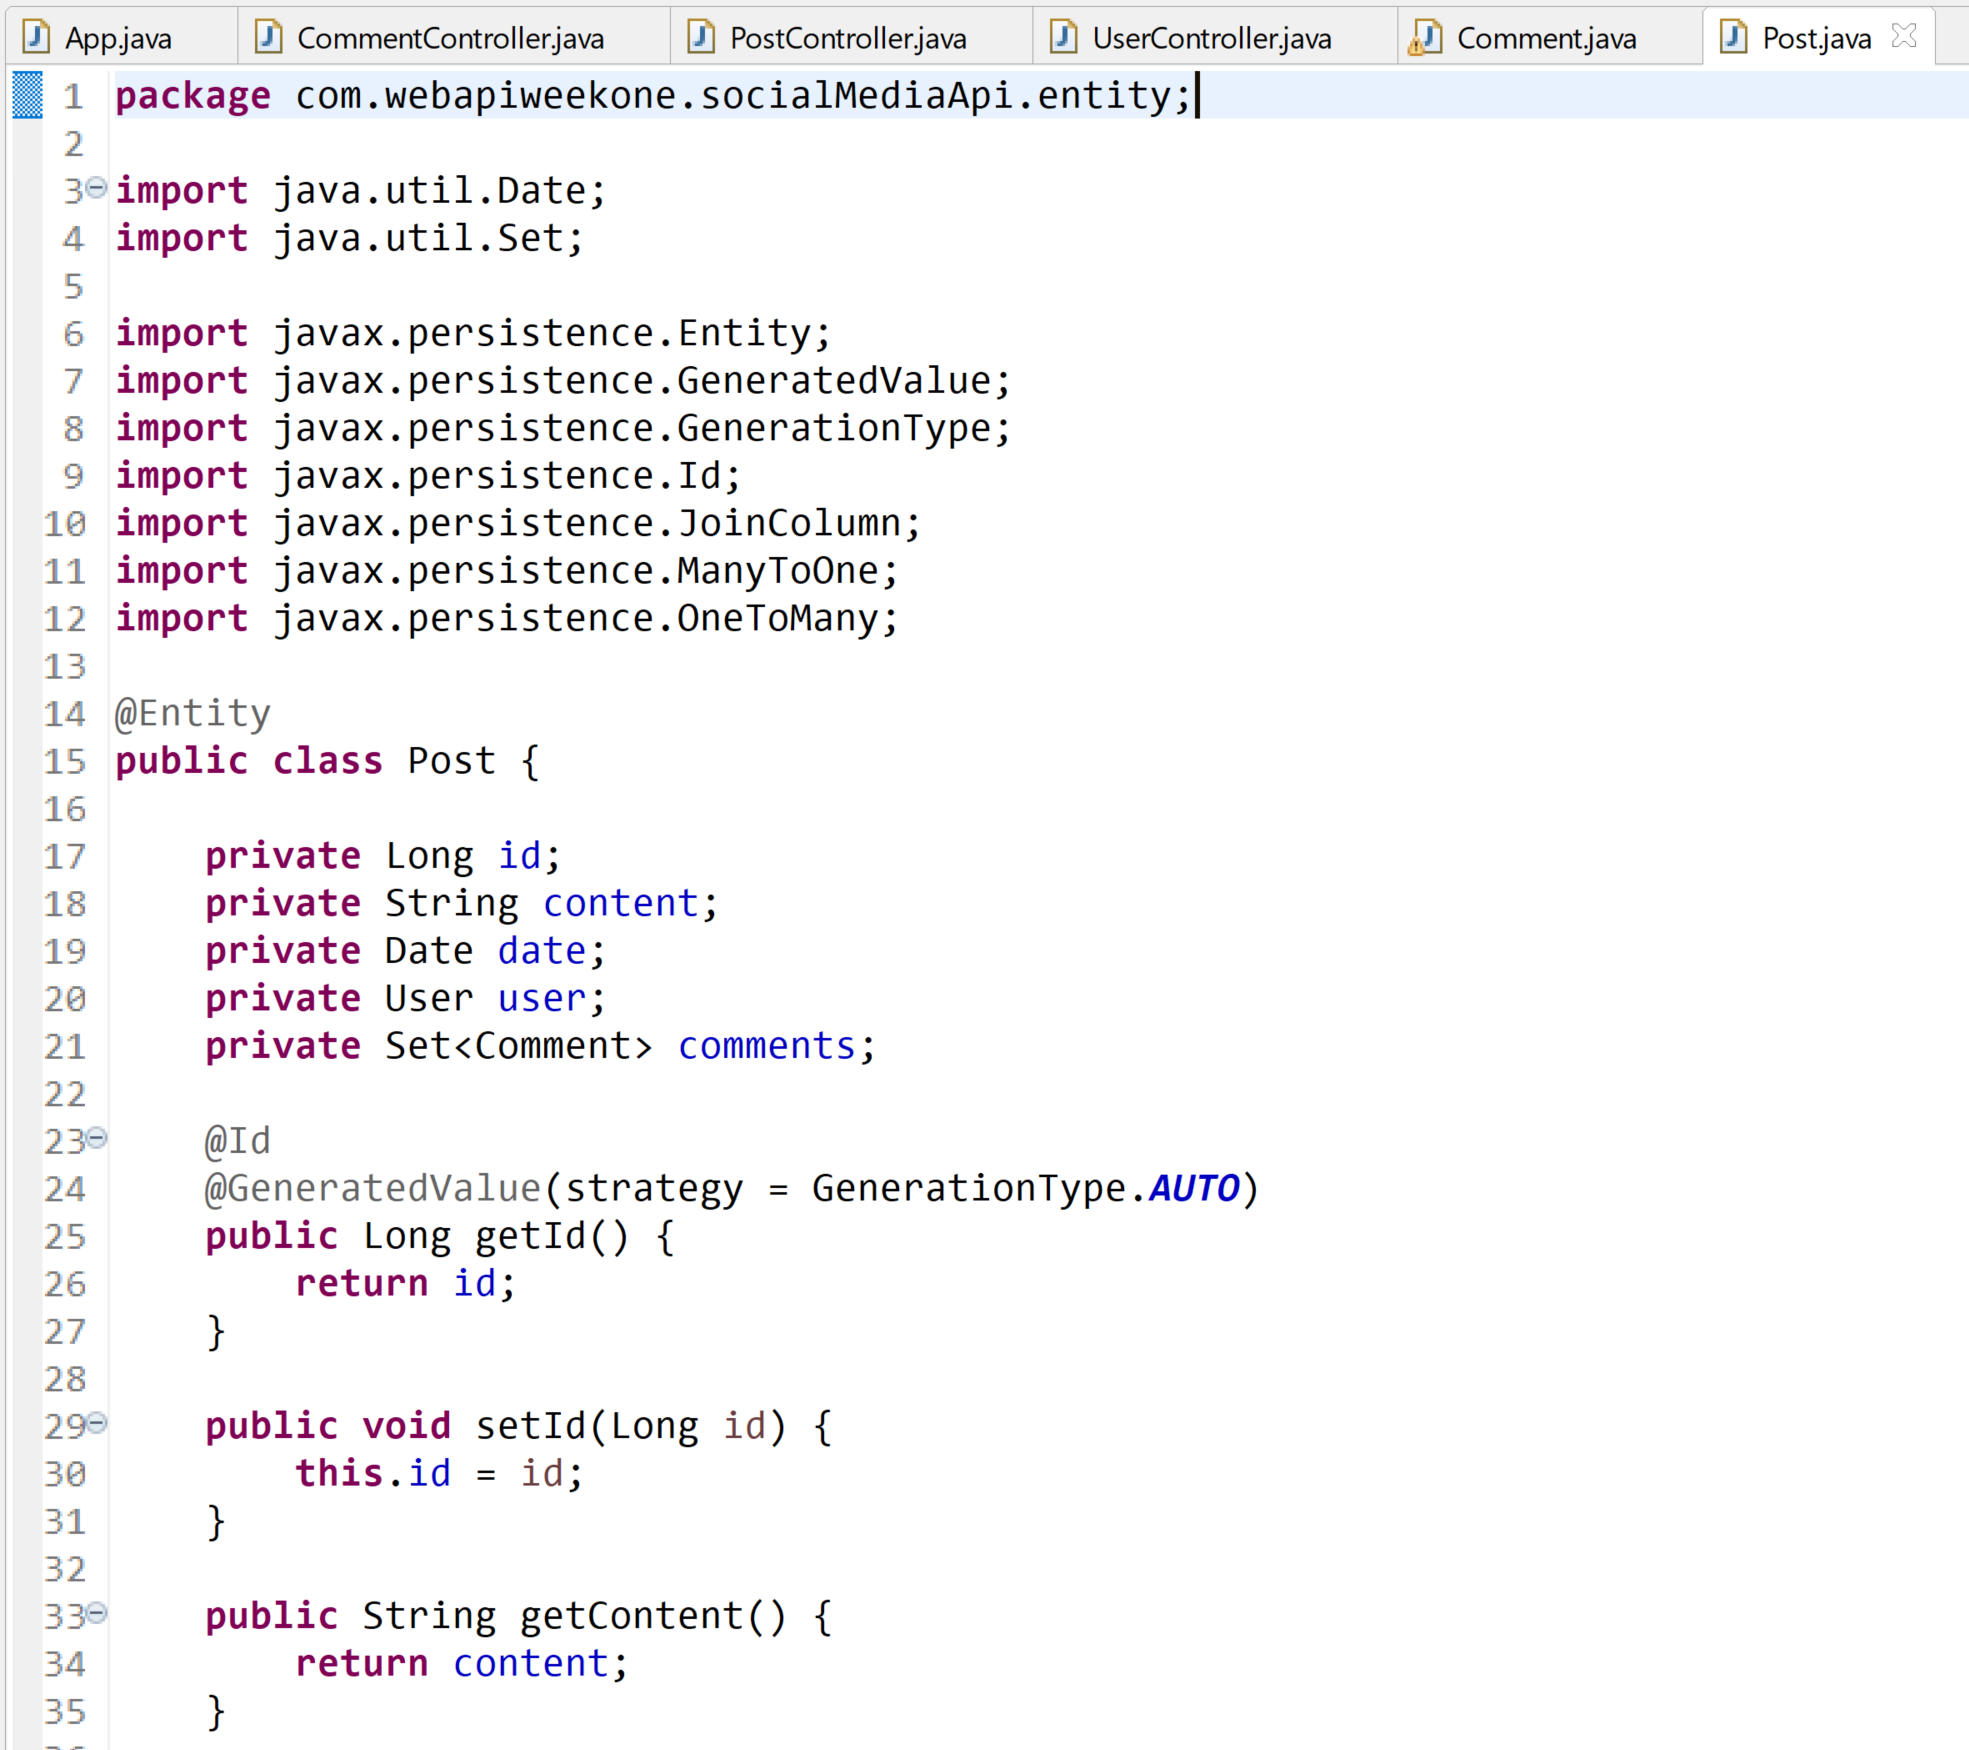 App.java CommentController.java PostController.java UserController.java Comment.java Post.java
1 package com.webapiweekone.socialMediaApi.entity;
2
3 import java.util.Date;
4 import java.util.Set;
5
6 import javax.persistence.Entity;
7 import javax.persistence.GeneratedValue;
8 import javax.persistence.GenerationType;
9 import javax.persistence.Id;
10 import javax.persistence.JoinColumn;
11 import javax.persistence.ManyToOne;
12 import javax.persistence.OneToMany;
13
14 @Entity
15 public class Post {
16
17     private Long id;
18     private String content;
19     private Date date;
20     private User user;
21     private Set<Comment> comments;
22
23     @Id
24     @GeneratedValue(strategy = GenerationType.AUTO)
25     public Long getId() {
26         return id;
27     }
28
29     public void setId(Long id) {
30         this.id = id;
31     }
32
33     public String getContent() {
34         return content;
35     }